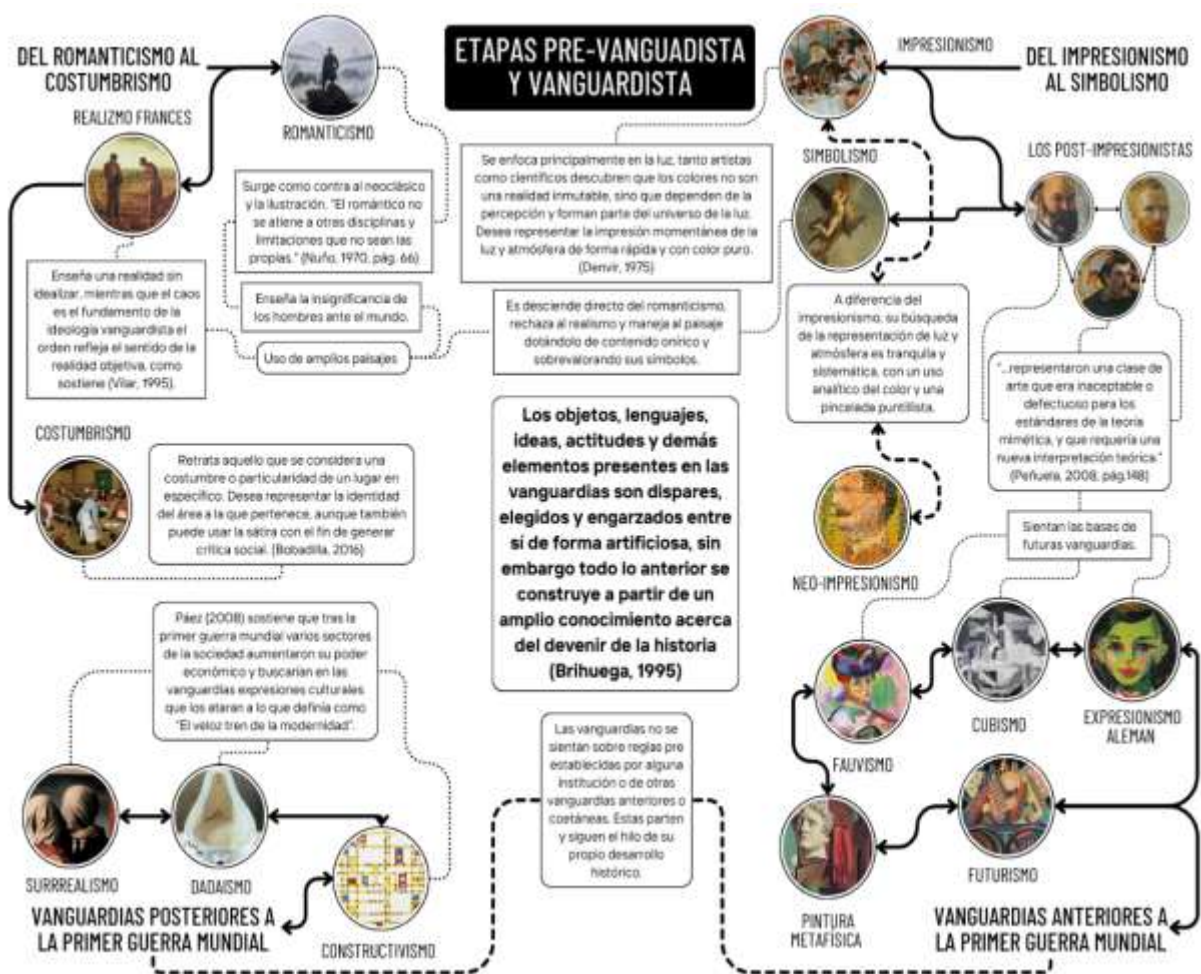 ETAPAS PRE-VANGUADISTA
Y VANGUARDISTA
DEL ROMANTICISMO AL
COSTUMBRISMO
REALIZMO FRANCES
ROMANTICISMO
Surge como contra al neoclásico
y la ilustración. "El romántico no
se atiene a otras disciplinas y
limitaciones que no sean las
propias." (Nuño, 1970, pág. 66)
Enseña la insignificancia de
los hombres ante el mundo.
Uso de amplios paisajes
Enseña una realidad sin
idealizar, mientras que el caos
es el fundamento de la
ideología vanguardista el
orden refleja el sentido de la
realidad objetiva, como
sostiene (Vilar, 1995).
COSTUMBRISMO
Retrata aquello que se considera una
costumbre o particularidad de un lugar en
específico. Desea representar la identidad
del área a la que pertenece, aunque también
puede usar la sátira con el fin de generar
crítica social. (Bobadilla, 2016)
IMPRESIONISMO
DEL IMPRESIONISMO
AL SIMBOLISMO
Se enfoca principalmente en la luz, tanto artistas
como científicos descubren que los colores no son
una realidad inmutable, sino que dependen de la
percepción y forman parte del universo de la luz.
Desea representar la impresión momentánea de la
luz y atmósfera de forma rápida y con color puro.
(Denvir, 1975)
SIMBOLISMO
Es desciende directo del romanticismo,
rechaza al realismo y maneja al paisaje
dotándolo de contenido onírico y
sobrevalorando sus símbolos.
LOS POST-IMPRESIONISTAS
A diferencia del
impresionismo, su búsqueda
de la representación de luz y
atmósfera es tranquila y
sistemática, con un uso
analítico del color y una
pincelada puntillista.
NEO-IMPRESIONISMO
"...representaron una clase de
arte que era inaceptable o
defectuoso para los
estándares de la teoría
mimética, y que requería una
nueva interpretación teórica."
(Peñuela, 2008, pág.148)
Sientan las bases de
futuras vanguardias.
Los objetos, lenguajes,
ideas, actitudes y demás
elementos presentes en las
vanguardias son dispares,
elegidos y engarzados entre
sí de forma artificiosa, sin
embargo todo lo anterior se
construye a partir de un
amplio conocimiento acerca
del devenir de la historia
(Brihuega, 1995)
Páez (2008) sostiene que tras la
primer guerra mundial varios sectores
de la sociedad aumentaron su poder
económico y buscarían en las
vanguardias expresiones culturales
que los ataran a lo que definía como
"El veloz tren de la modernidad".
SURRREALISMO
DADAÍSMO
CONSTRUCTIVISMO
VANGUARDIAS POSTERIORES A
LA PRIMER GUERRA MUNDIAL
Las vanguardias no se
sientan sobre reglas pre
establecidas por alguna
institución o de otras
vanguardias anteriores o
coetáneas. Estas parten
y siguen el hilo de su
propio desarrollo
histórico.
FAUVISMO
CUBISMO
EXPRESIONISMO
ALEMAN
PINTURA
METAFÍSICA
FUTURISMO
VANGUARDIAS ANTERIORES A
LA PRIMER GUERRA MUNDIAL